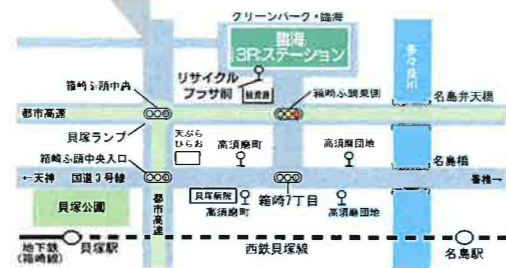 グリーンパーク・臨海
臨海
3Rステーション
リサイクル
プラザ前
箱崎ふ頭中央
箱崎ふ頭東側
多々良川
名島弁天橋
都市高速
貝塚ランプ
天ぷら
ひらお
高須磨町
高須磨団地
箱崎ふ頭中央入口
名島橋
←天神
国道3号線
香椎→
貝塚病院
箱崎7丁目
高須磨町
高須磨団地
貝塚公園
都市高速
地下鉄
(箱崎線)
貝塚駅
西鉄貝塚線
名島駅